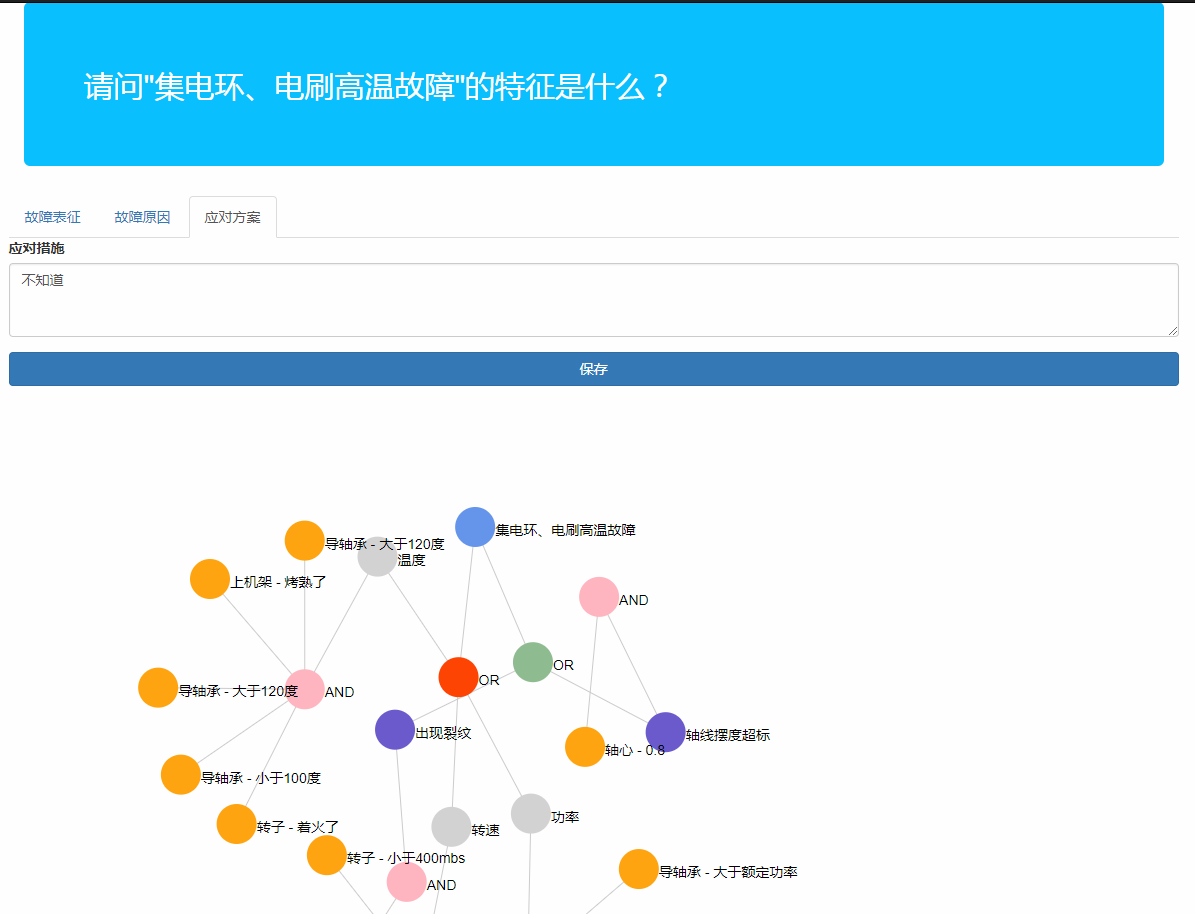 请问"集电环、电刷高温故障"的特征是什么？
故障表征
故障原因
应对方案
应对措施
不知道
保存
集电环、电刷高温故障
导轴承 - 大于120度
温度
上机架 - 烤熟了
AND
OR
OR
导轴承 - 大于120度
AND
出现裂纹
轴线摆度超标
轴心 - 0.8
导轴承 - 小于100度
功率
转子 - 着火了
转速
转子 - 小于400mbs
导轴承 - 大于额定功率
AND